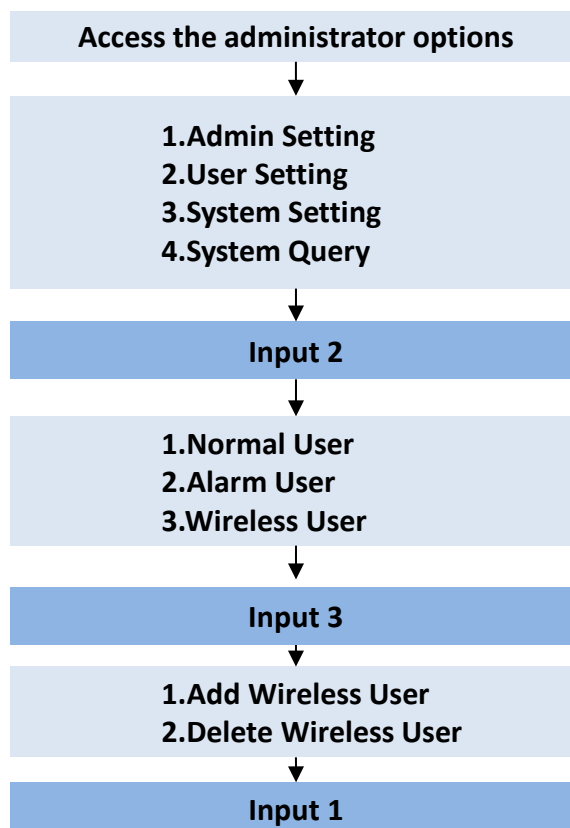 Access the administrator options
1.Admin Setting
2.User Setting
3.System Setting
4.System Query
Input 2
1.Normal User
2.Alarm User
3.Wireless User
Input 3
1.Add Wireless User
2.Delete Wireless User
Input 1